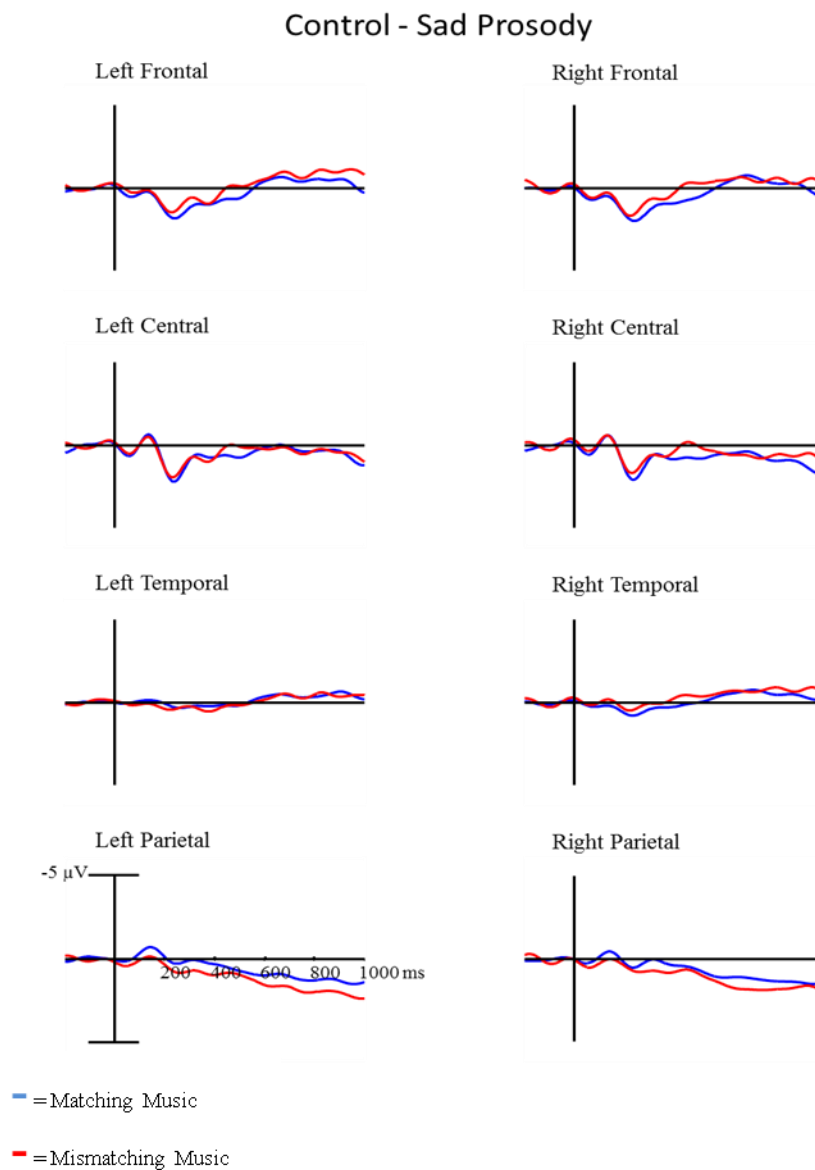 Control - Sad Prosody
Left Frontal
Right Frontal
Left Central
Right Central
Left Temporal
Right Temporal
Left Parietal
Right Parietal
-5 µV
200 400 600 800 1000 ms
= Matching Music
= Mismatching Music